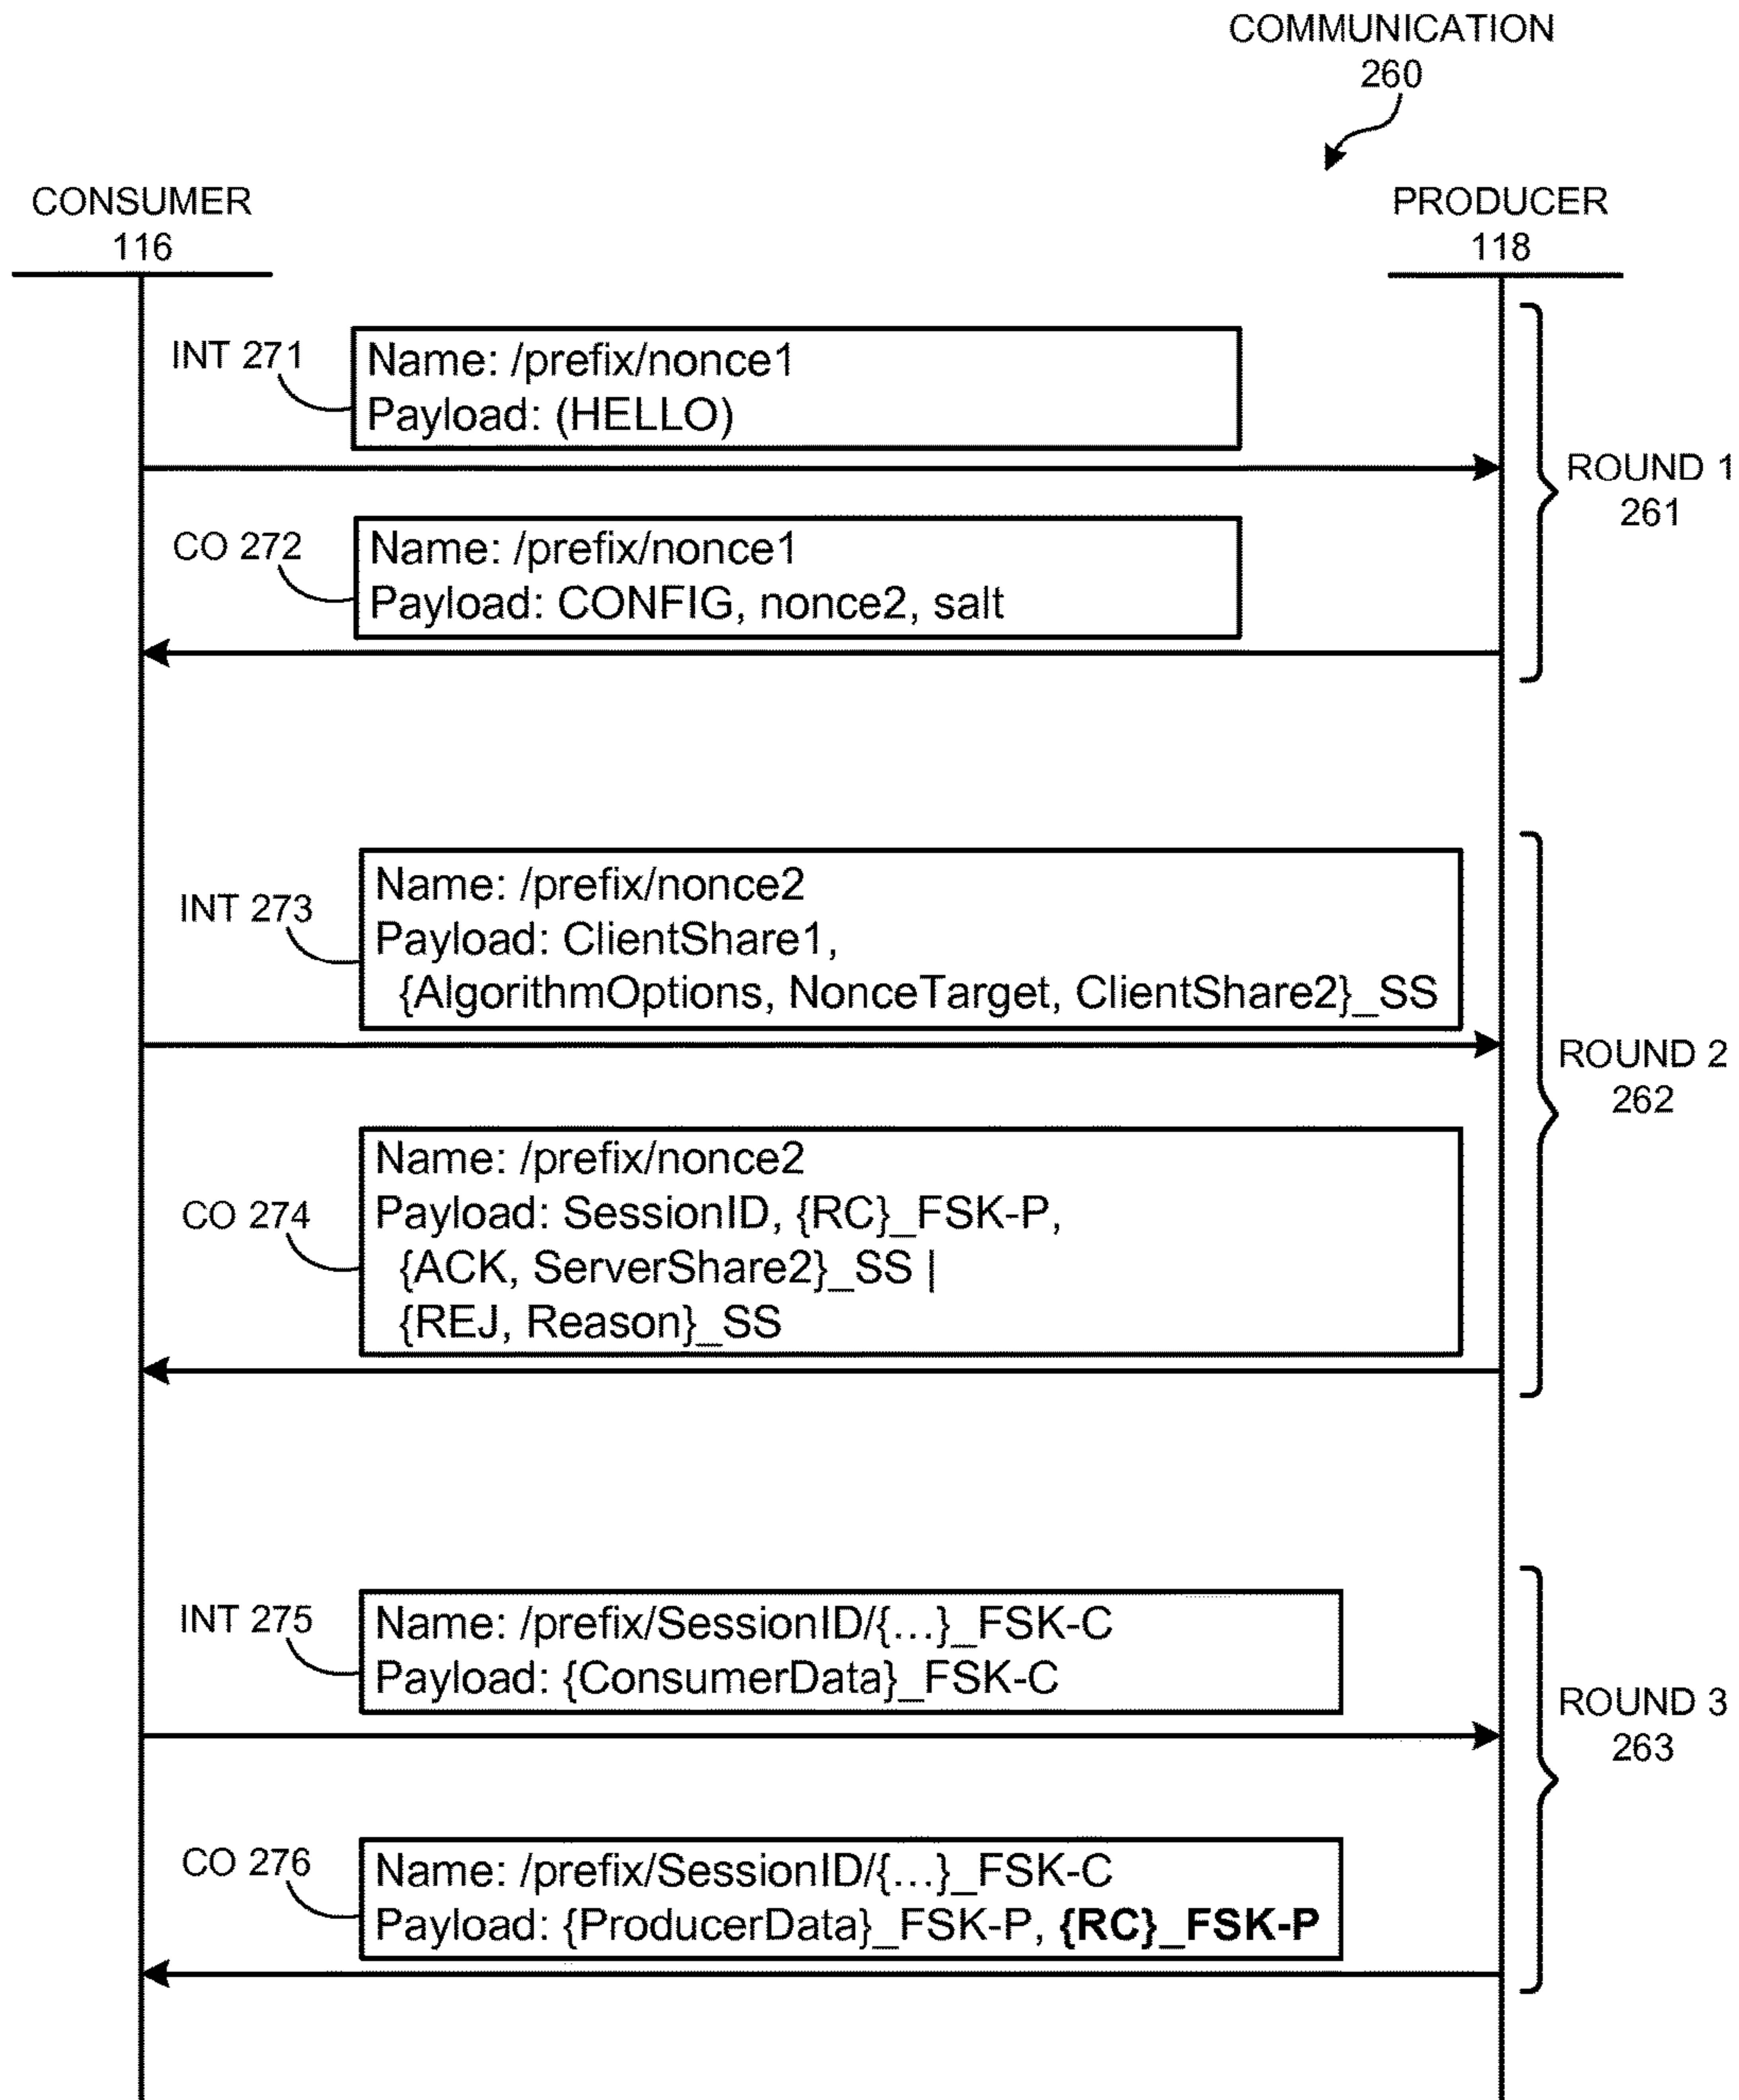 COMMUNICATION
260
CONSUMER
116
PRODUCER
118
INT 271
Name: /prefix/nonce1
Payload: (HELLO)
CO 272
Name: /prefix/nonce1
Payload: CONFIG, nonce2, salt
ROUND 1
261
INT 273
Name: /prefix/nonce2
Payload: ClientShare1,
{AlgorithmOptions, NonceTarget, ClientShare2}_SS
CO 274
Name: /prefix/nonce2
Payload: SessionID, {RC}_FSK-P,
{ACK, ServerShare2}_SS |
{REJ, Reason}_SS
ROUND 2
262
INT 275
Name: /prefix/SessionID/{...}_FSK-C
Payload: {ConsumerData}_FSK-C
CO 276
Name: /prefix/SessionID/{...}_FSK-C
Payload: {ProducerData}_FSK-P, {RC}_FSK-P
ROUND 3
263